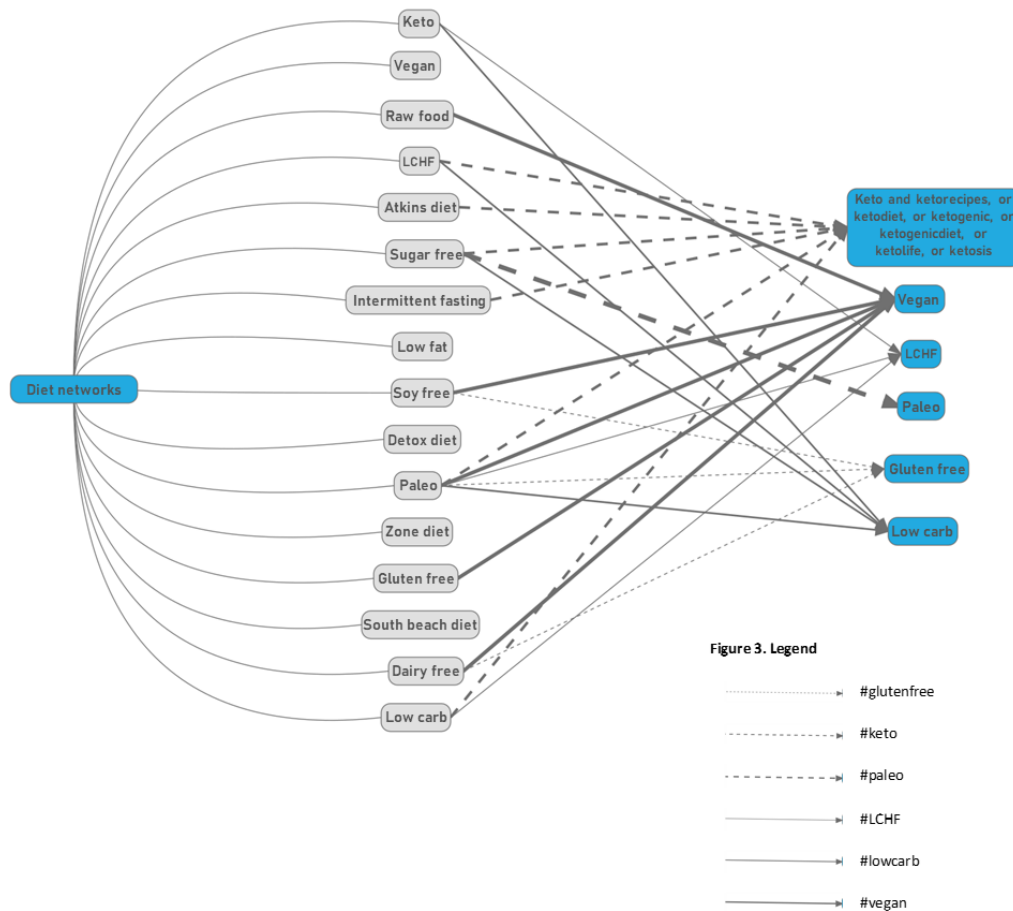 Keto
Vegan
Raw food
LCHF
Atkins diet
Sugar free
Intermittent fasting
Low fat
Diet networks
Soy free
Detox diet
Paleo
Zone diet
Gluten free
South beach diet
Dairy free
Low carb
Keto and ketorecipes, or
ketodiet, or ketogenic, or
ketogenicdiet, or
ketolife, or ketosis
Vegan
LCHF
Paleo
Gluten free
Low carb
Figure 3. Legend
#glutenfree
#keto
#paleo
#LCHF
#lowcarb
#vegan